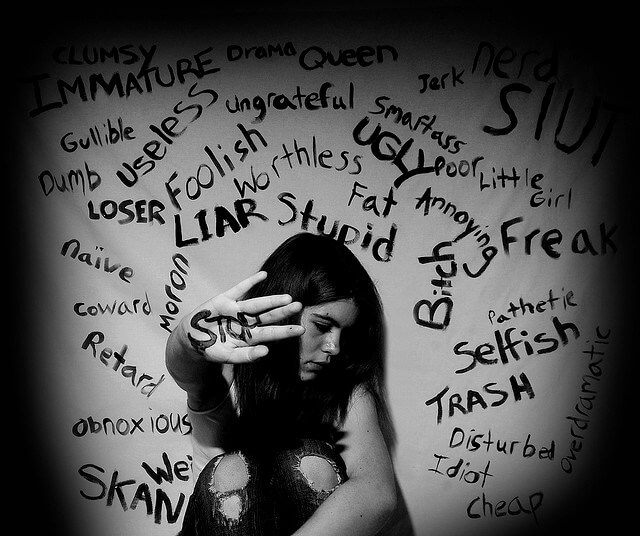 CLUMSY
Drama Queen
IMMATURE
Jerk
nerd
Gullible
useless
ungrateful
Smartass
SlUT
Dumb
Foolish
Worthless
UGLY
Poor Little
Girl
LOSER
LIAR
Stupid
Fat
Annoying
Freak
Naïve
Moron
Bitch
coward
STOP
Pathetic
Retard
Selfish
overdramatic
TRASH
obnoxious
Disturbed
Wei
Idiot
SKAN
Cheap